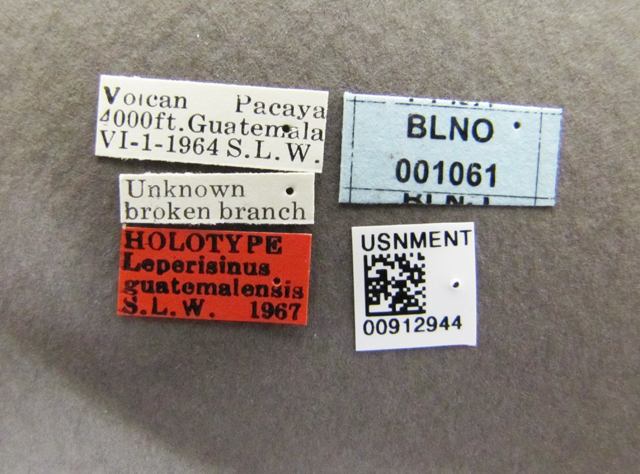 Volcan Pacaya
4000ft. Guatemala
VI-1-1964 S.L.W.
Unknown
broken branch
HOLOTYPE
Leperisinus
guatemalensis
S.L.W. 1967
BLNO
001061
USNMENT
00912944